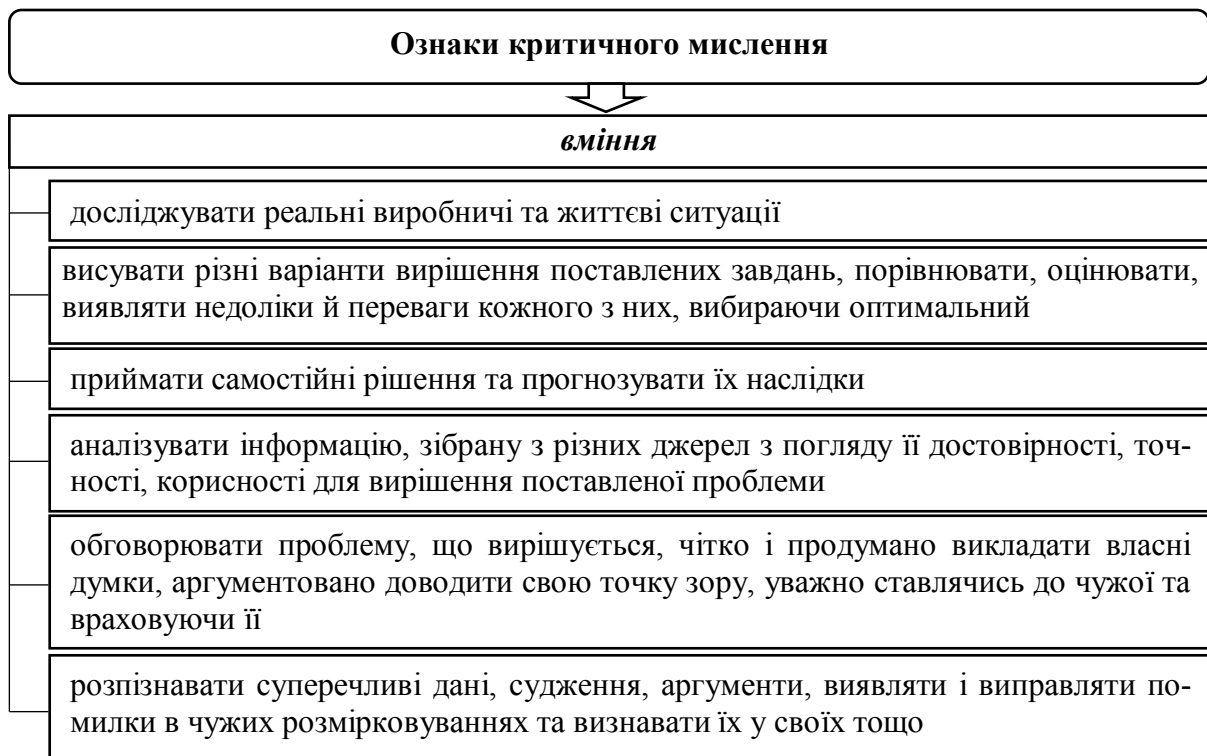 Ознаки критичного мислення
вміння
досліджувати реальні виробничі та життєві ситуації
висувати різні варіанти вирішення поставлених завдань, порівнювати, оцінювати,
виявляти недоліки й переваги кожного з них, вибираючи оптимальний
приймати самостійні рішення та прогнозувати їх наслідки
аналізувати інформацію, зібрану з різних джерел з погляду її достовірності, точ-
ності, корисності для вирішення поставленої проблеми
обговорювати проблему, що вирішується, чітко і продумано викладати власні
думки, аргументовано доводити свою точку зору, уважно ставлячись до чужої та
враховуючи її
розпізнавати суперечливі дані, судження, аргументи, виявляти і виправляти по-
милки в чужих розмірковуваннях та визнавати їх у своїх тощо